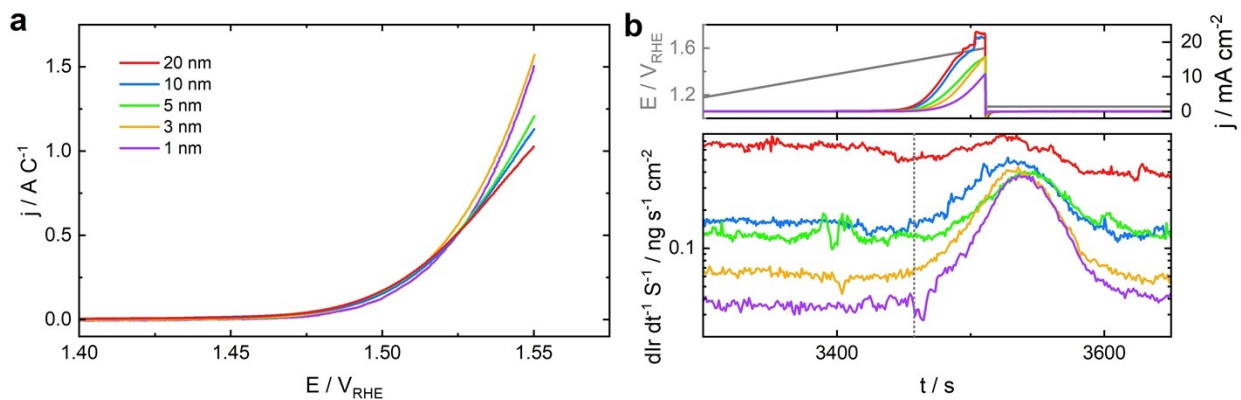 a
20 nm
10 nm
5 nm
3 nm
1 nm
1.5
1.0
0.5
0.0
j / A C⁻¹
1.40
1.45
1.50
1.55
E / V_RHE
b
1.6
1.2
E / V_RHE
20
10
0
j / mA cm⁻²
0.1
dIr dt⁻¹ S⁻¹ / ng s⁻¹ cm⁻²
3400
3600
t / s